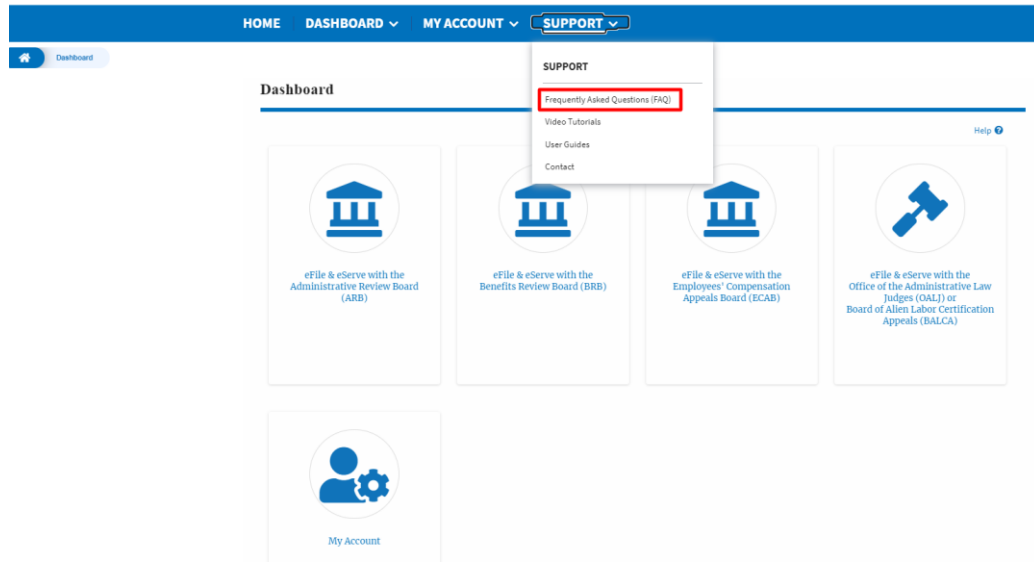 HOME DASHBOARD MY ACCOUNT SUPPORT
Dashboard
SUPPORT
Frequently Asked Questions (FAQ)
Video Tutorials
User Guides
Contact
Dashboard
Help
eFile & eServe with the
Administrative Review Board
(ARB)
eFile & eServe with the
Benefits Review Board (BRB)
eFile & eServe with the
Employees' Compensation
Appeals Board (ECAB)
eFile & eServe with the
Office of the Administrative Law
Judges (OALJ) or
Board of Alien Labor Certification
Appeals (BALCA)
My Account